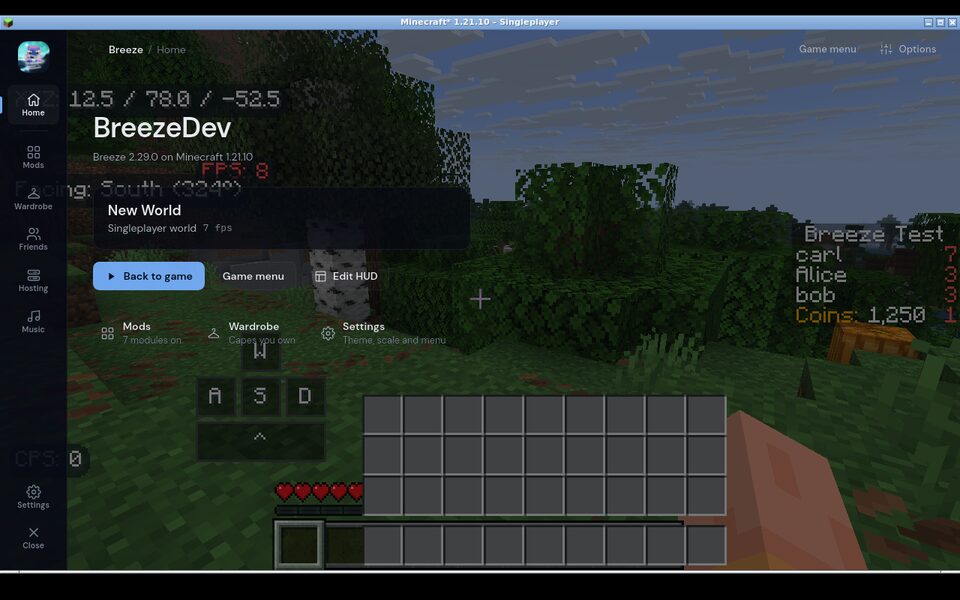 Minecraft* 1.21.10 - Singleplayer
Breeze / Home
Game menu
Options
Home
12.5 / 78.0 / -52.5
BreezeDev
Breeze 2.29.0 on Minecraft 1.21.10
FPS: 8
Mods
Facing: South (324°)
Wardrobe
New World
Singleplayer world 7 fps
Friends
Breeze Test
carl 7
Alice 3
bob 3
Coins: 1,250 1
Hosting
Back to game
Game menu
Edit HUD
Music
Mods
7 modules on
Wardrobe
Capes you own
Settings
Theme, scale and menu
W
A S D
^
CPS: 0
Settings
Close